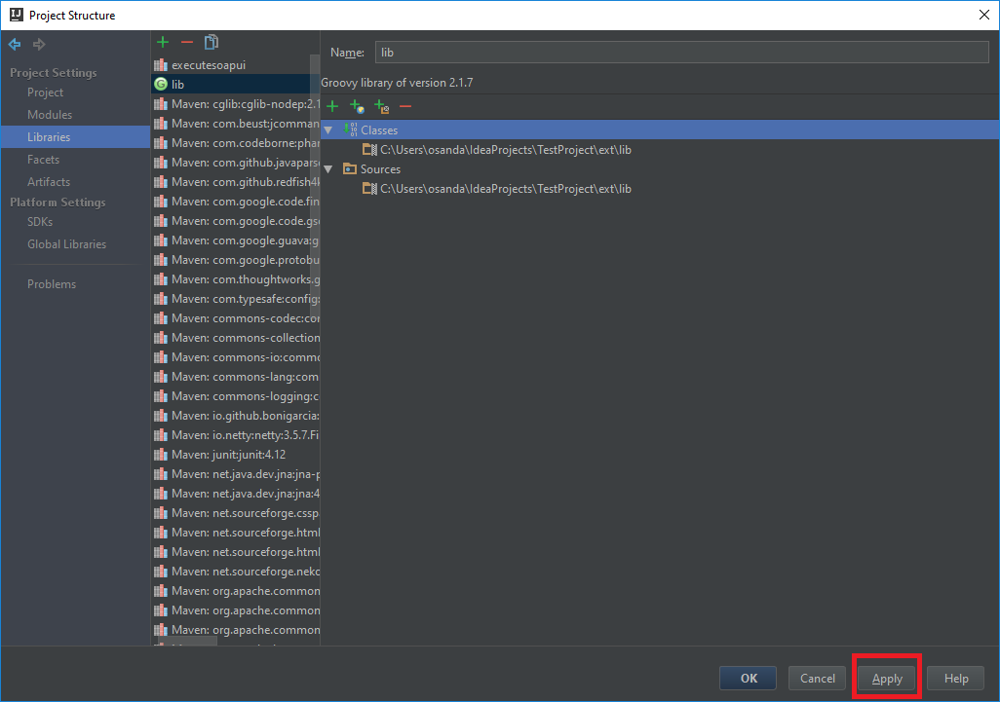 Project Structure
Project Settings
Project
Modules
Libraries
Facets
Artifacts
Platform Settings
SDKs
Global Libraries
Problems
executesoapui
lib
Maven: cglib:cglib-nodep:2.1
Maven: com.beust:jcomman
Maven: com.codeborne:phan
Maven: com.github.javaparse
Maven: com.github.redfish4k
Maven: com.google.code.fin
Maven: com.google.code.gso
Maven: com.google.guava:g
Maven: com.google.protobu
Maven: com.thoughtworks.g
Maven: com.typesafe:config:
Maven: commons-codec:com
Maven: commons-collection
Maven: commons-io:commo
Maven: commons-lang:com
Maven: commons-logging:c
Maven: io.github.bonigarcia:
Maven: io.netty:netty:3.5.7.Fi
Maven: junit:junit:4.12
Maven: net.java.dev.jna:jna-p
Maven: net.java.dev.jna:jna:4
Maven: net.sourceforge.cssp
Maven: net.sourceforge.html
Maven: net.sourceforge.html
Maven: net.sourceforge.neko
Maven: org.apache.common
Maven: org.apache.common
Maven: org.apache.common
Name: lib
Groovy library of version 2.1.7
Classes
C:\Users\osanda\IdeaProjects\TestProject\ext\lib
Sources
C:\Users\osanda\IdeaProjects\TestProject\ext\lib
OK Cancel Apply Help